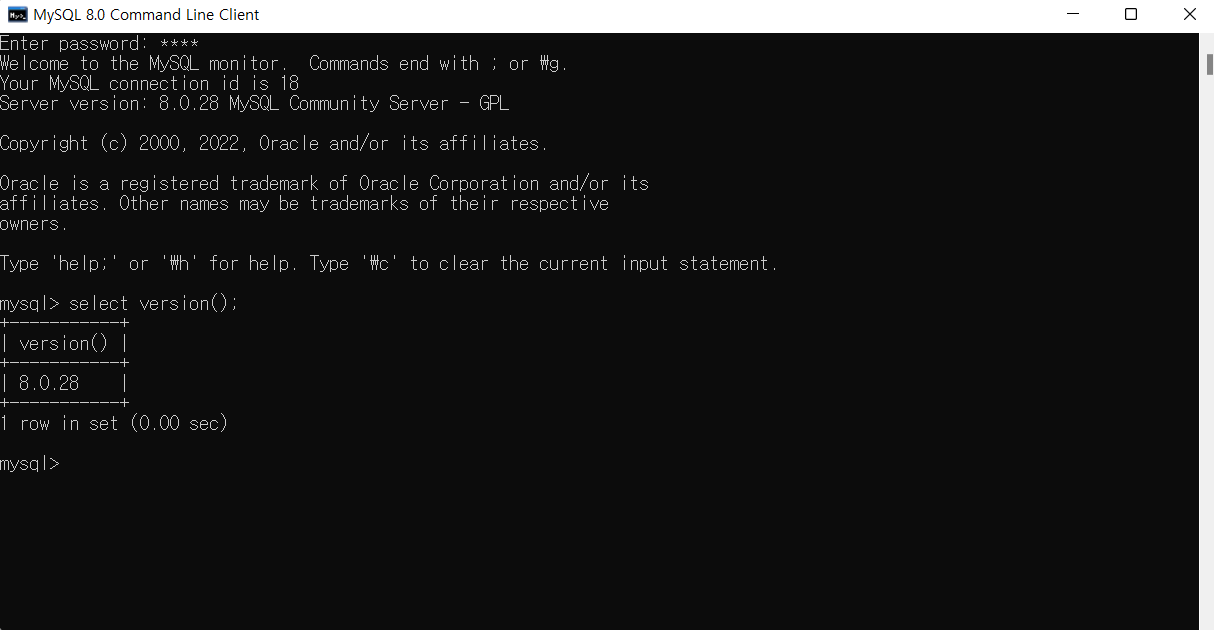 MySQL 8.0 Command Line Client
Enter password: ****
Welcome to the MySQL monitor.  Commands end with ; or ₩g.
Your MySQL connection id is 18
Server version: 8.0.28 MySQL Community Server - GPL
Copyright (c) 2000, 2022, Oracle and/or its affiliates.
Oracle is a registered trademark of Oracle Corporation and/or its
affiliates. Other names may be trademarks of their respective
owners.
Type 'help;' or '₩h' for help. Type '₩c' to clear the current input statement.
mysql> select version();
+-----------+
| version() |
+-----------+
| 8.0.28    |
+-----------+
1 row in set (0.00 sec)
mysql>